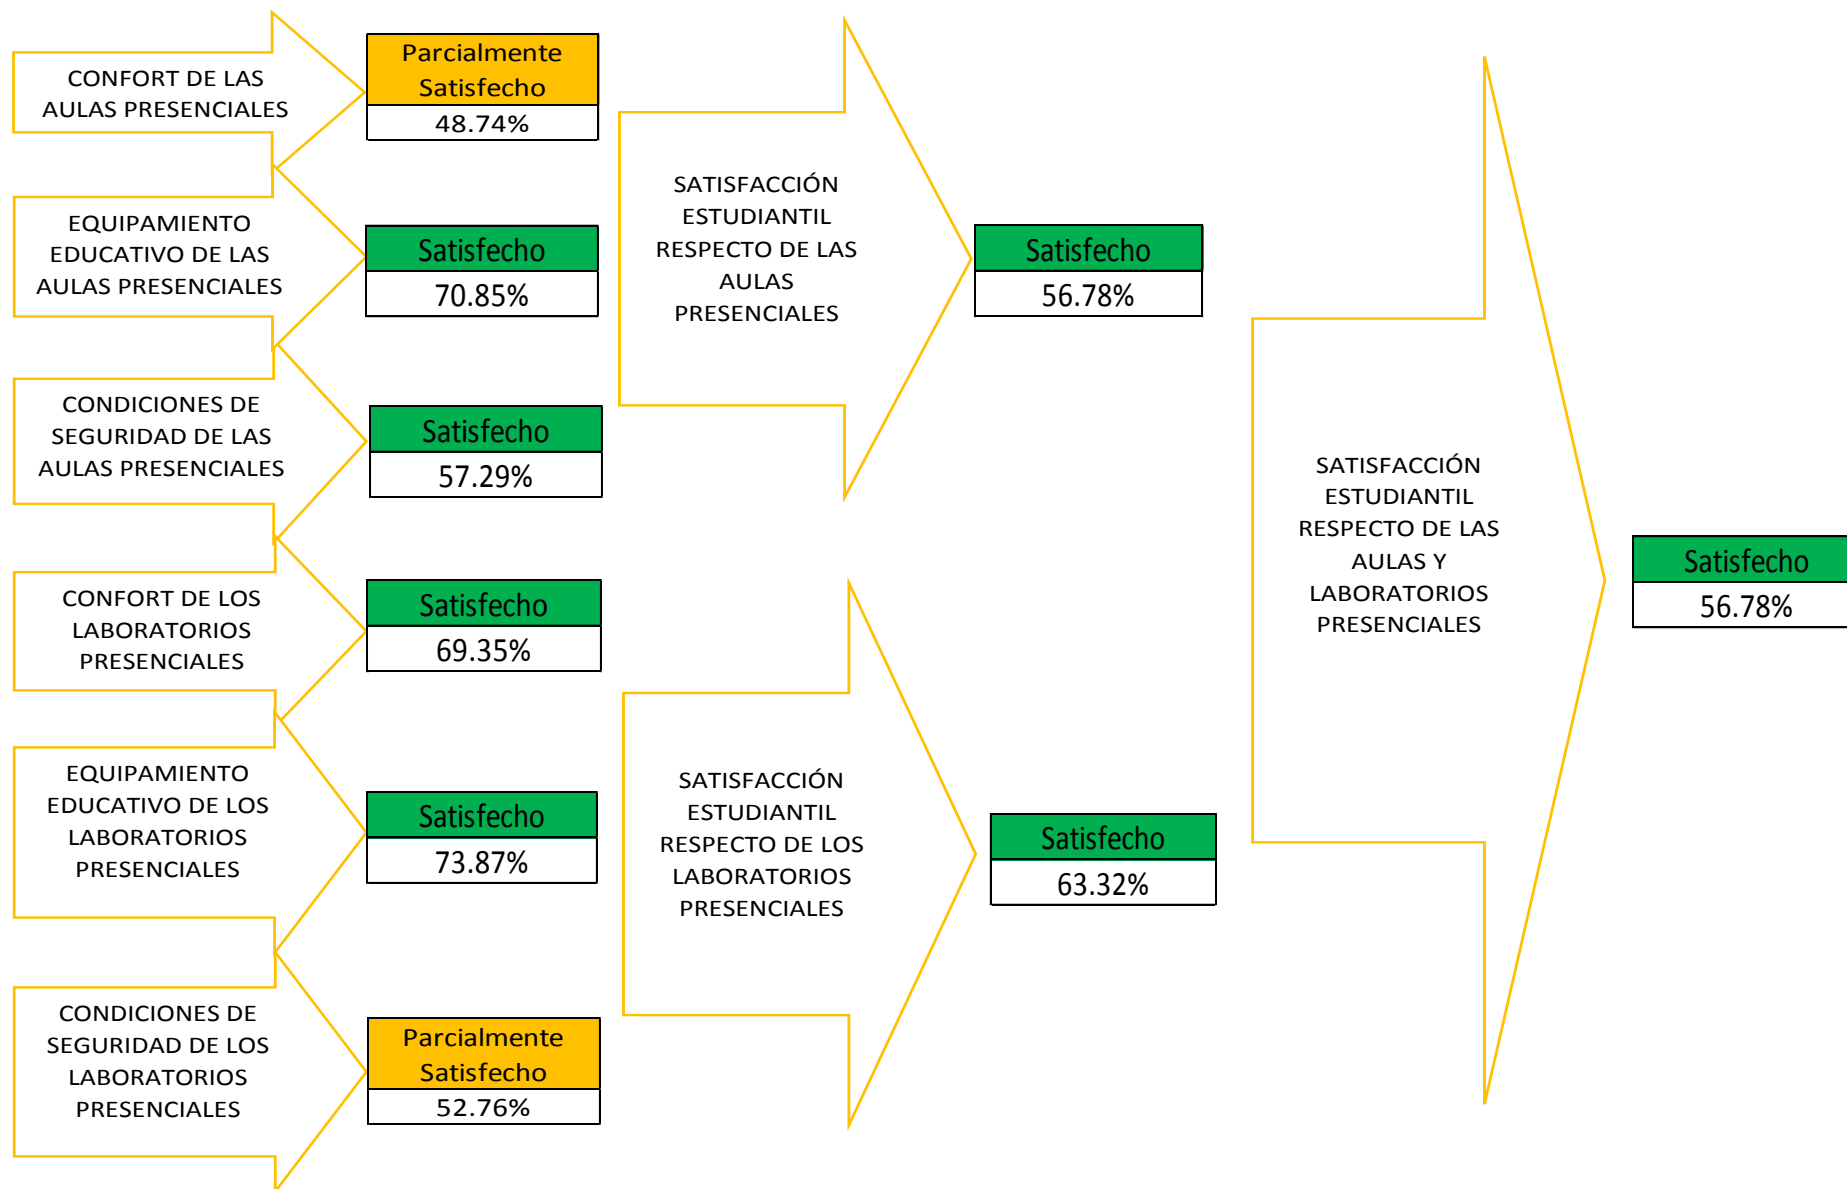 CONFORT DE LAS
AULAS PRESENCIALES
Parcialmente
Satisfecho
48.74%
EQUIPAMIENTO
EDUCATIVO DE LAS
AULAS PRESENCIALES
Satisfecho
70.85%
CONDICIONES DE
SEGURIDAD DE LAS
AULAS PRESENCIALES
Satisfecho
57.29%
CONFORT DE LOS
LABORATORIOS
PRESENCIALES
Satisfecho
69.35%
EQUIPAMIENTO
EDUCATIVO DE LOS
LABORATORIOS
PRESENCIALES
Satisfecho
73.87%
CONDICIONES DE
SEGURIDAD DE LOS
LABORATORIOS
PRESENCIALES
Parcialmente
Satisfecho
52.76%
SATISFACCIÓN
ESTUDIANTIL
RESPECTO DE LAS
AULAS
PRESENCIALES
Satisfecho
56.78%
SATISFACCIÓN
ESTUDIANTIL
RESPECTO DE LOS
LABORATORIOS
PRESENCIALES
Satisfecho
63.32%
SATISFACCIÓN
ESTUDIANTIL
RESPECTO DE LAS
AULAS Y
LABORATORIOS
PRESENCIALES
Satisfecho
56.78%